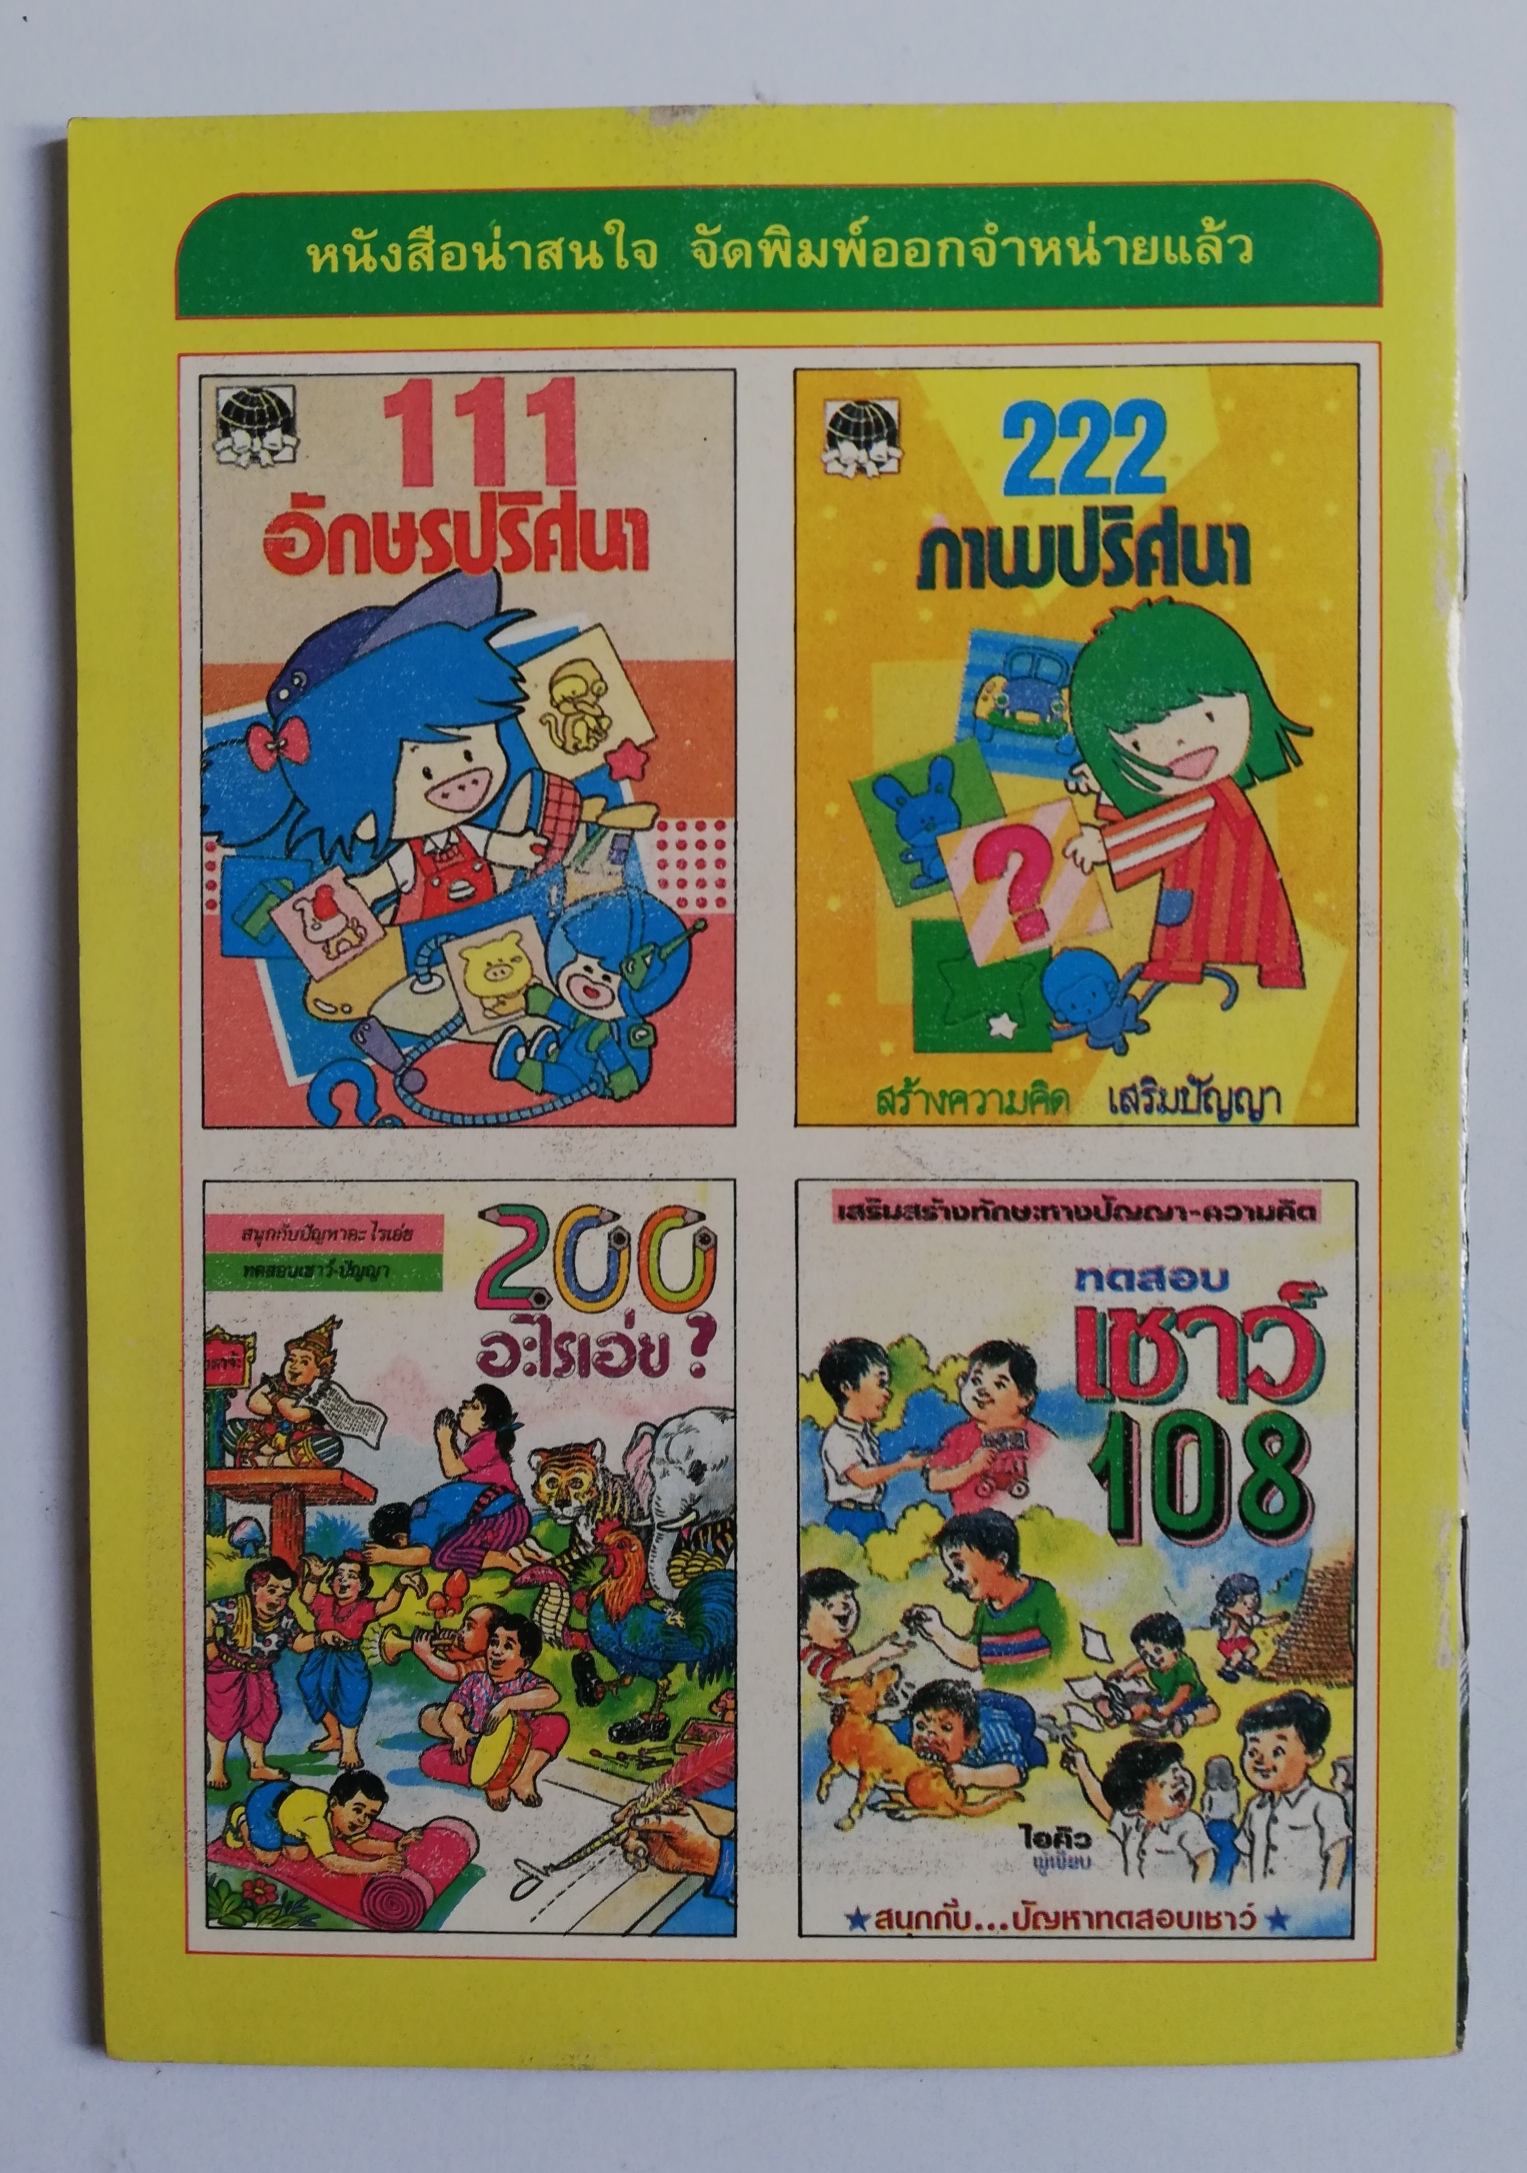 หนังสือน่าสนใจ จัดพิมพ์ออกจำหน่ายแล้ว
111
อักษรปริศนา
222
ภาพปริศนา
?
สร้างความคิด เสริมปัญญา
สนุกกับปัญหาอะไรเอ่ย
ทดสอบเชาว์-ปัญญา
200
อะไรเอ่ย?
เสริมสร้างทักษะทางปัญญา-ความคิด
ทดสอบ
เชาว์
108
ไอคิว
ผู้เขียน
★ สนุกกับ...ปัญหาทดสอบเชาว์ ★